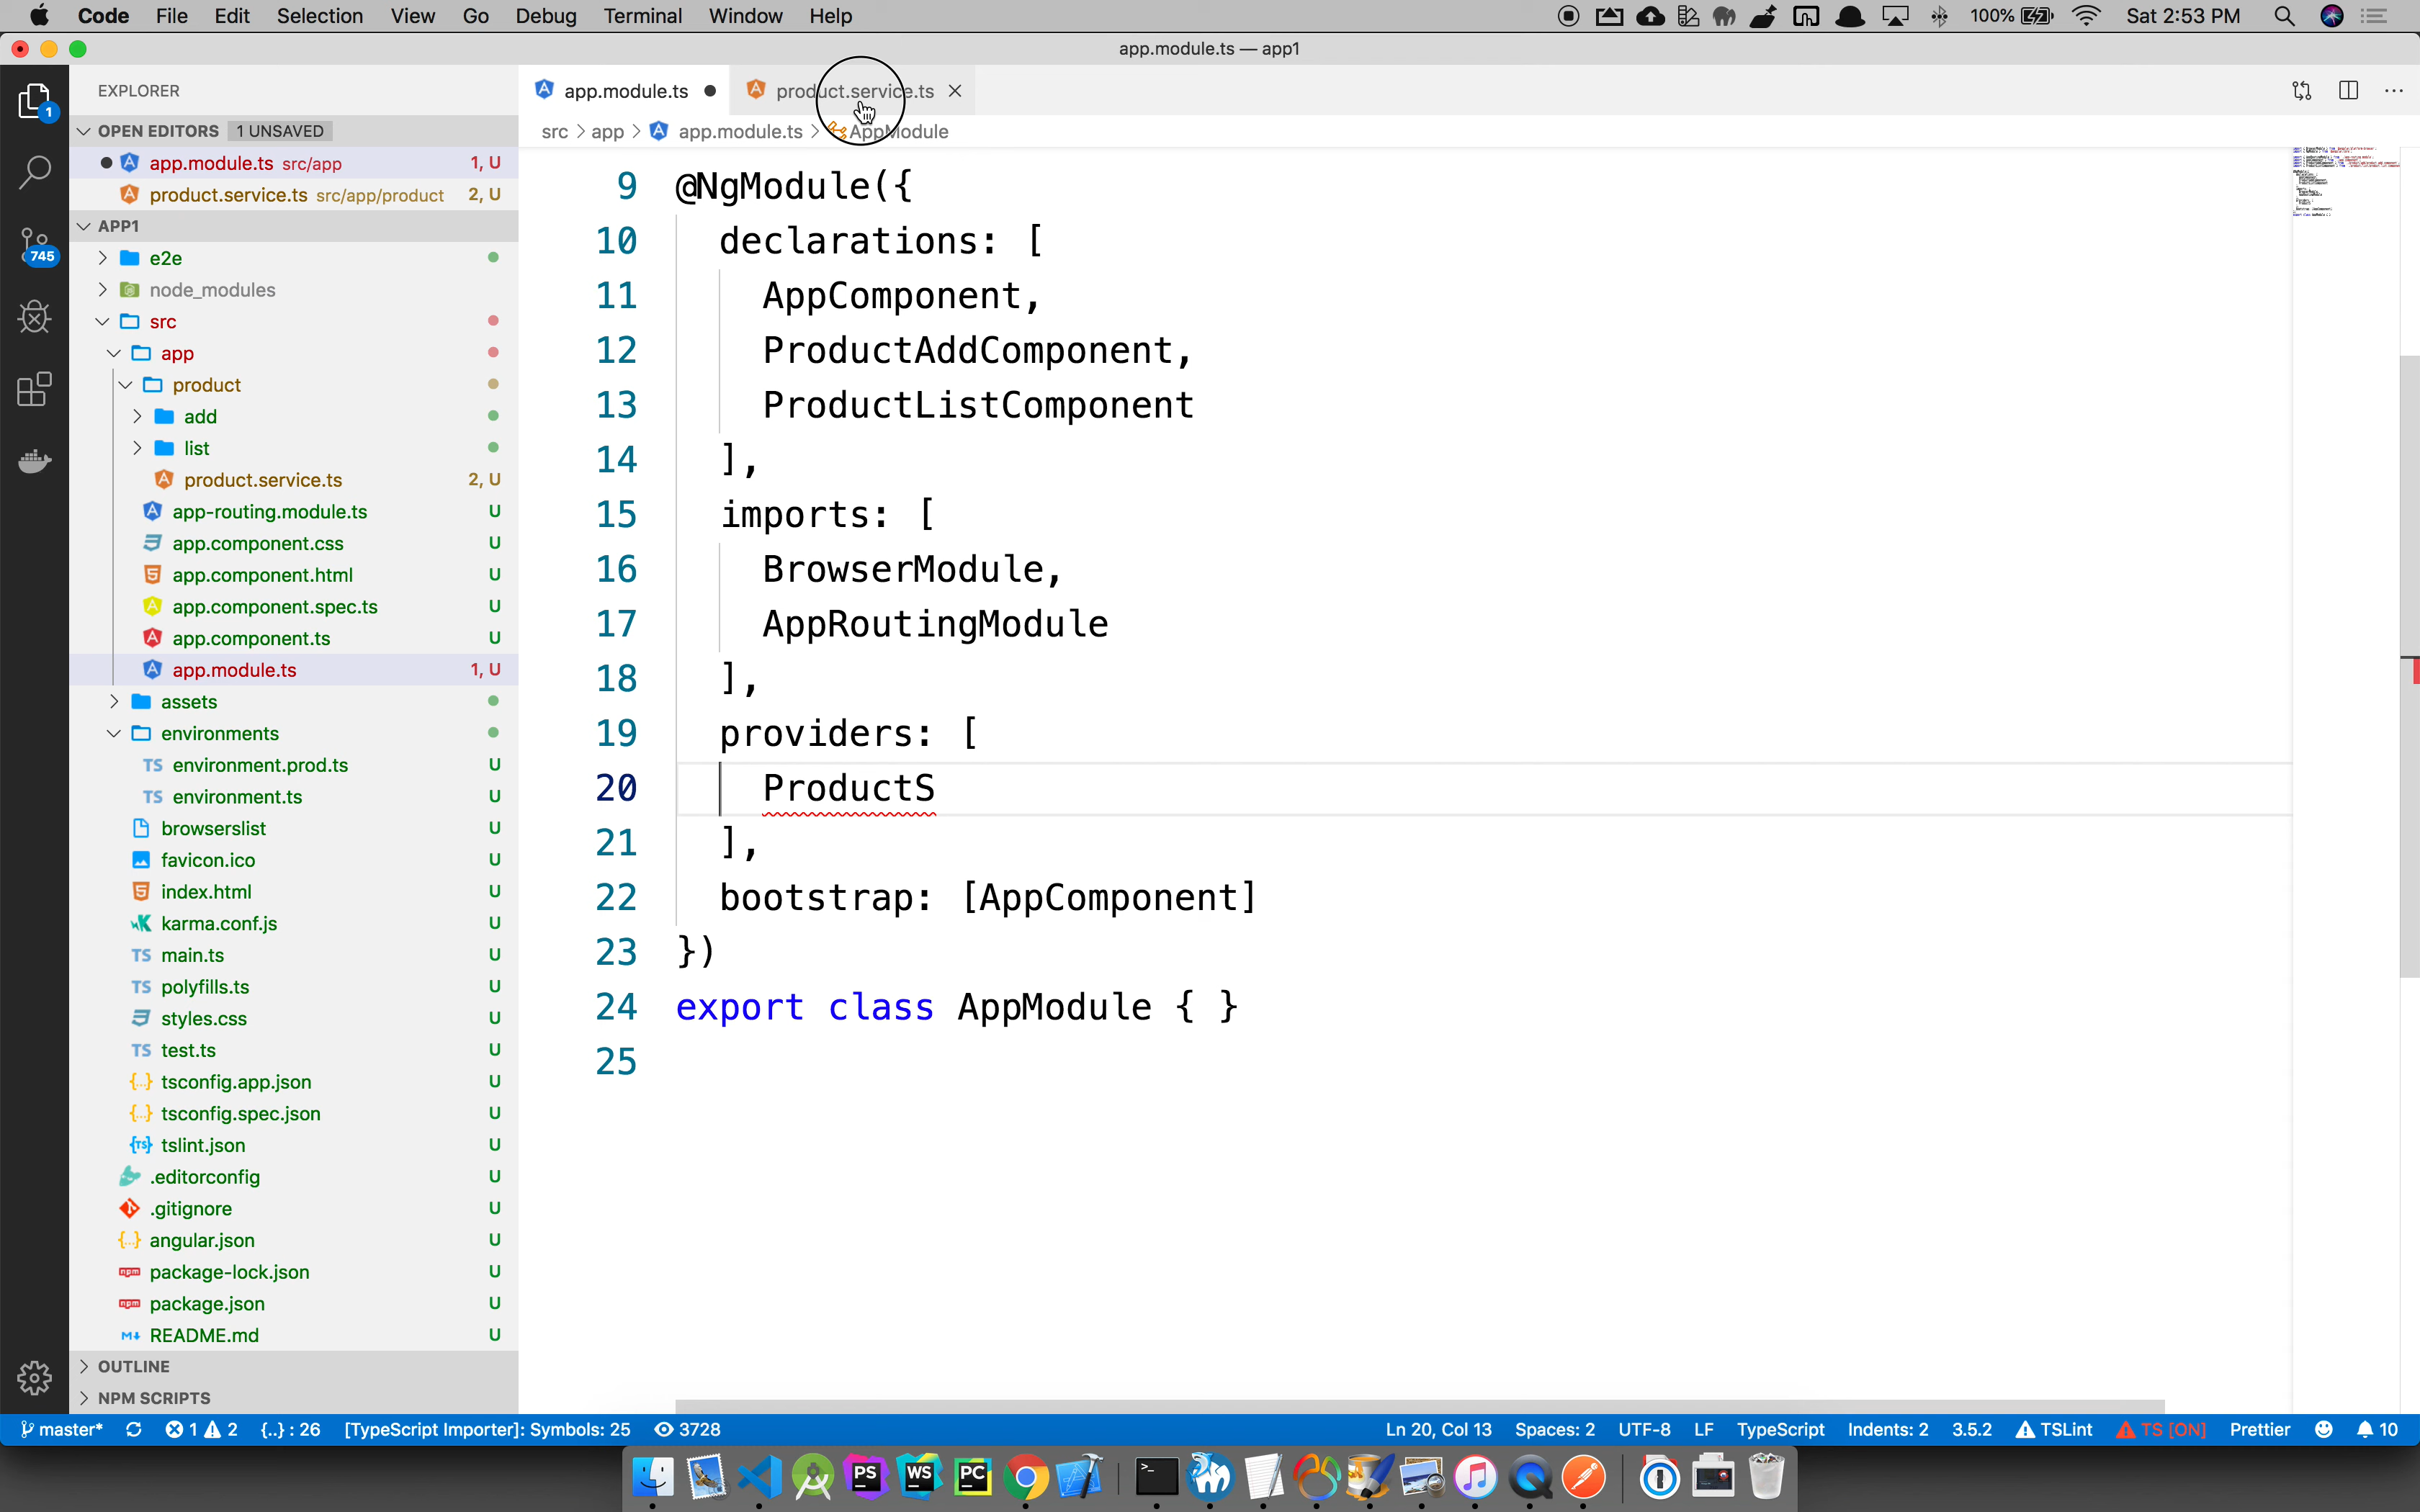 Code File Edit Selection View Go Debug Terminal Window Help 100% Sat 2:53 PM
app.module.ts — app1
EXPLORER
app.module.ts
product.service.ts
OPEN EDITORS 1 UNSAVED
src app app.module.ts AppModule
app.module.ts src/app 1, U
product.service.ts src/app/product 2, U
1
745
APP1
e2e
node_modules
src
app
product
add
list
product.service.ts 2, U
app-routing.module.ts U
app.component.css U
app.component.html U
app.component.spec.ts U
app.component.ts U
app.module.ts 1, U
assets
environments
TS environment.prod.ts U
TS environment.ts U
browserslist U
favicon.ico U
index.html U
karma.conf.js U
TS main.ts U
TS polyfills.ts U
styles.css U
TS test.ts U
tsconfig.app.json U
tsconfig.spec.json U
tslint.json U
.editorconfig U
.gitignore U
angular.json U
package-lock.json U
package.json U
README.md U
OUTLINE
NPM SCRIPTS
9 @NgModule({
10 declarations: [
11 AppComponent,
12 ProductAddComponent,
13 ProductListComponent
14 ],
15 imports: [
16 BrowserModule,
17 AppRoutingModule
18 ],
19 providers: [
20 ProductS
21 ],
22 bootstrap: [AppComponent]
23 })
24 export class AppModule { }
25
master* 1 2 {..} : 26 [TypeScript Importer]: Symbols: 25 3728 Ln 20, Col 13 Spaces: 2 UTF-8 LF TypeScript Indents: 2 3.5.2 TSLint TS [ON] Prettier 10
PS WS PC